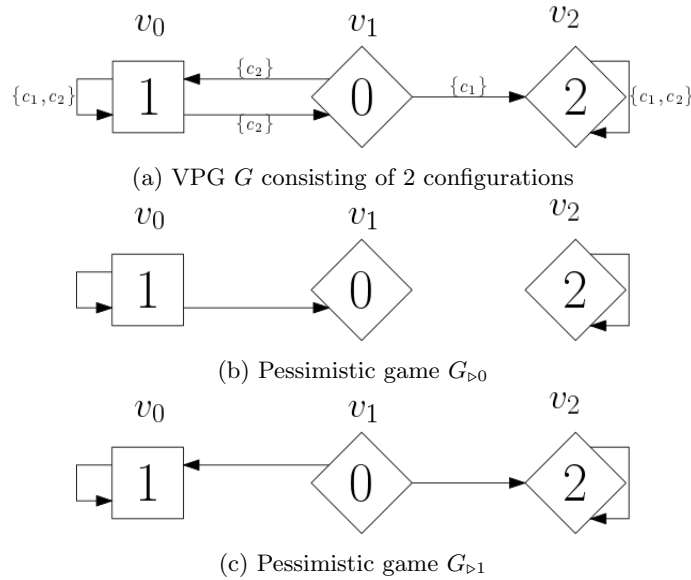 v₀ v₁ v₂
{c₁, c₂} 1 {c₂} {c₂} 0 {c₁} 2 {c₁, c₂}
(a) VPG G consisting of 2 configurations
v₀ v₁ v₂
1 0 2
(b) Pessimistic game G▹₀
v₀ v₁ v₂
1 0 2
(c) Pessimistic game G▹₁